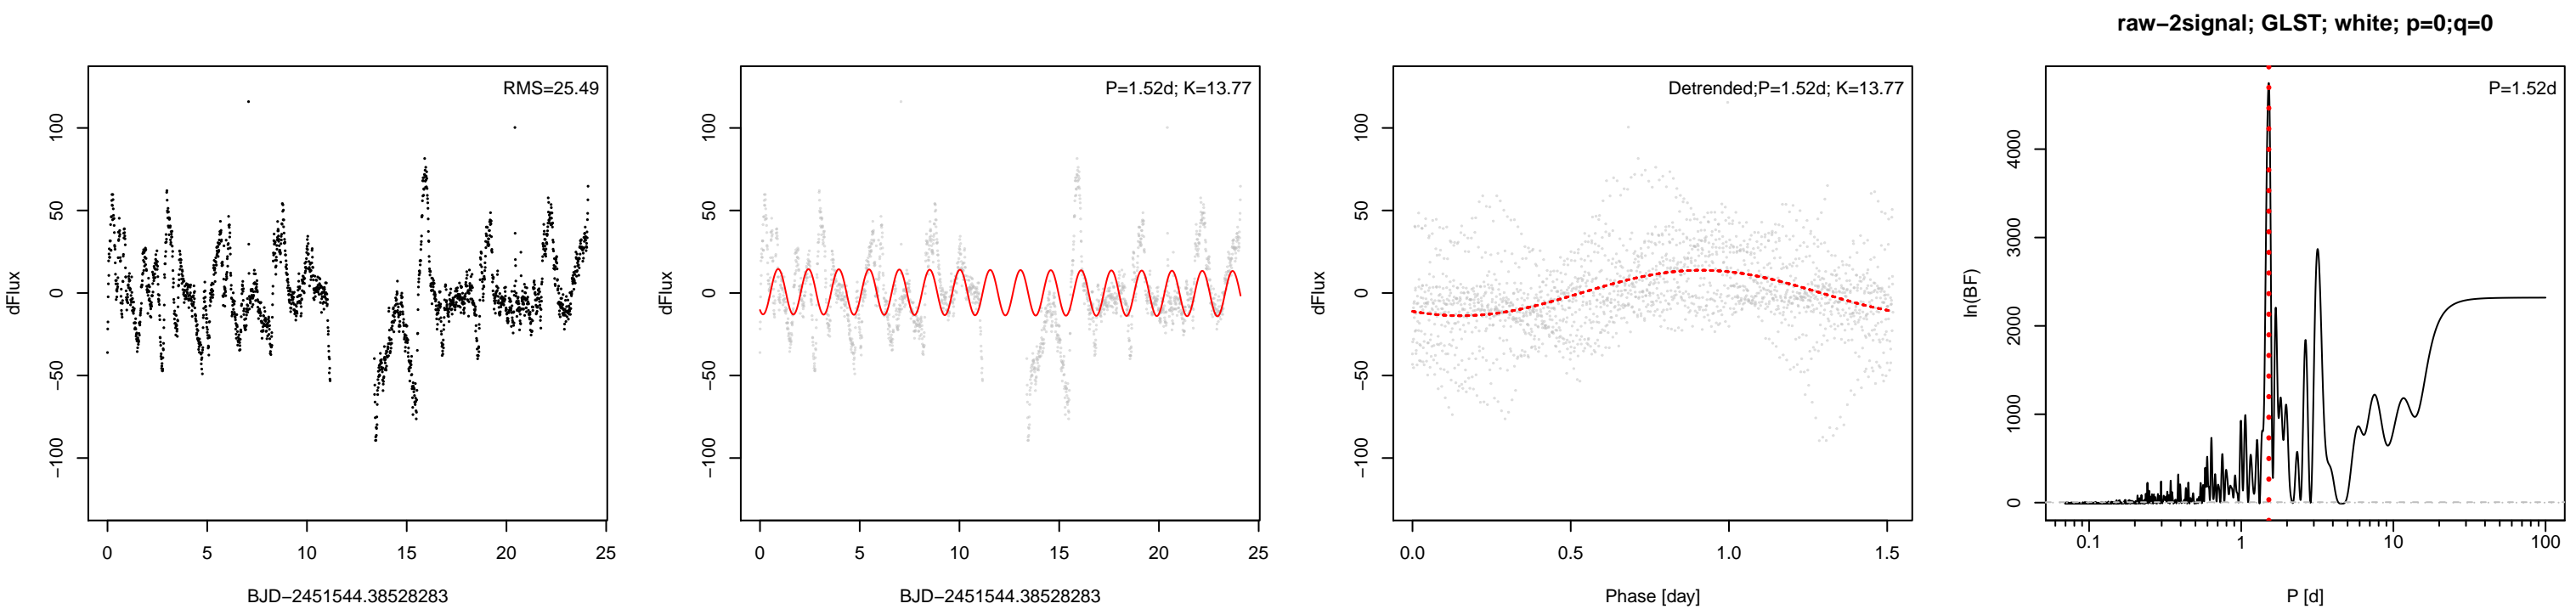 raw−2signal; GLST; white; p=0;q=0
RMS=25.49
dFlux
100
50
0
−50
−100
0 5 10 15 20 25
BJD−2451544.38528283
P=1.52d; K=13.77
dFlux
100
50
0
−50
−100
0 5 10 15 20 25
BJD−2451544.38528283
Detrended;P=1.52d; K=13.77
dFlux
100
50
0
−50
−100
0.0 0.5 1.0 1.5
Phase [day]
P=1.52d
ln(BF)
4000
3000
2000
1000
0
0.1 1 10 100
P [d]